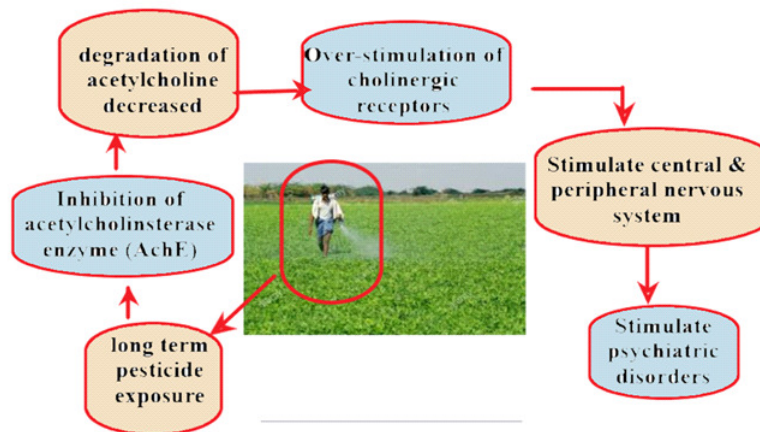 degradation of
acetylcholine
decreased
Over-stimulation of
cholinergic
receptors
Stimulate central &
peripheral nervous
system
Stimulate
psychiatric
disorders
Inhibition of
acetylcholinsterase
enzyme (AchE)
long term
pesticide
exposure